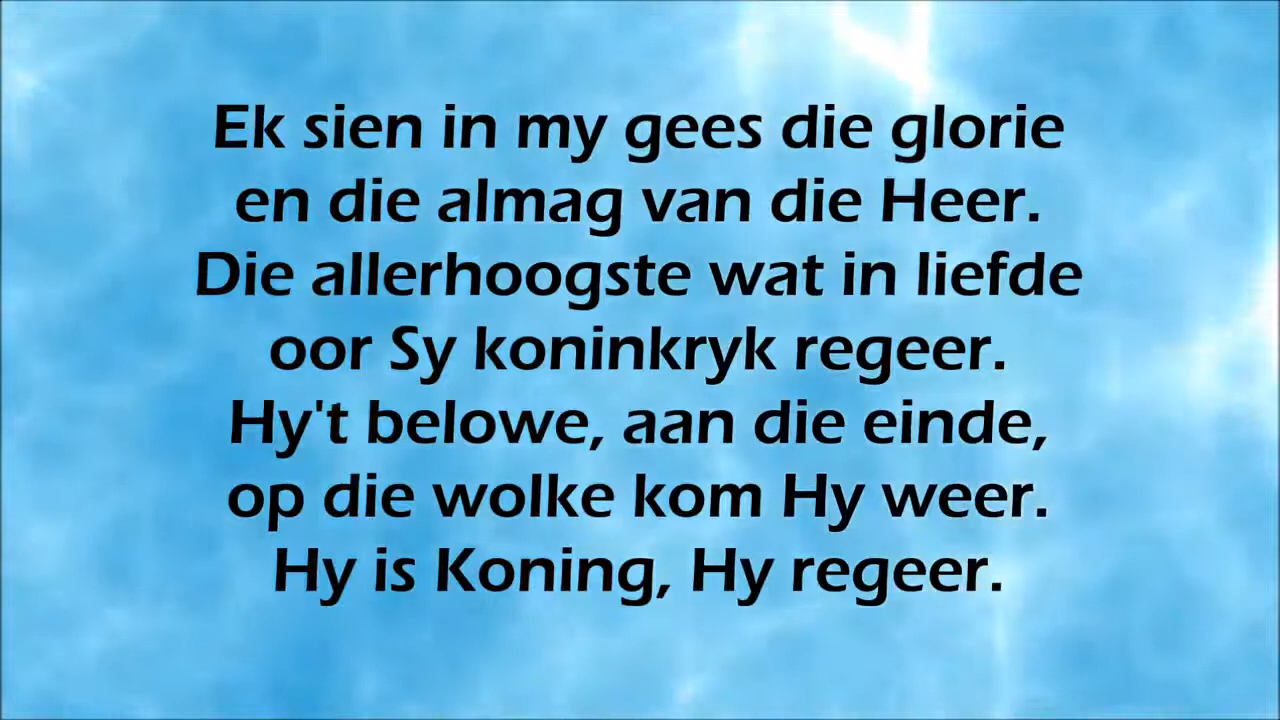 Ek sien in my gees die glorie
en die almag van die Heer.
Die allerhoogste wat in liefde
oor Sy koninkryk regeer.
Hy't belowe, aan die einde,
op die wolke kom Hy weer.
Hy is Koning, Hy regeer.